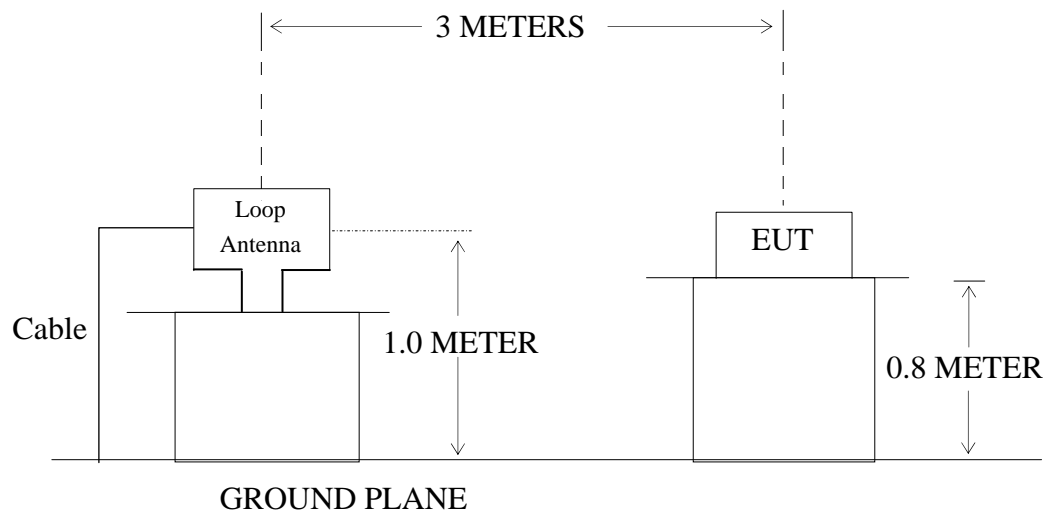 3 METERS
Loop
Antenna
EUT
Cable
1.0 METER
0.8 METER
GROUND PLANE